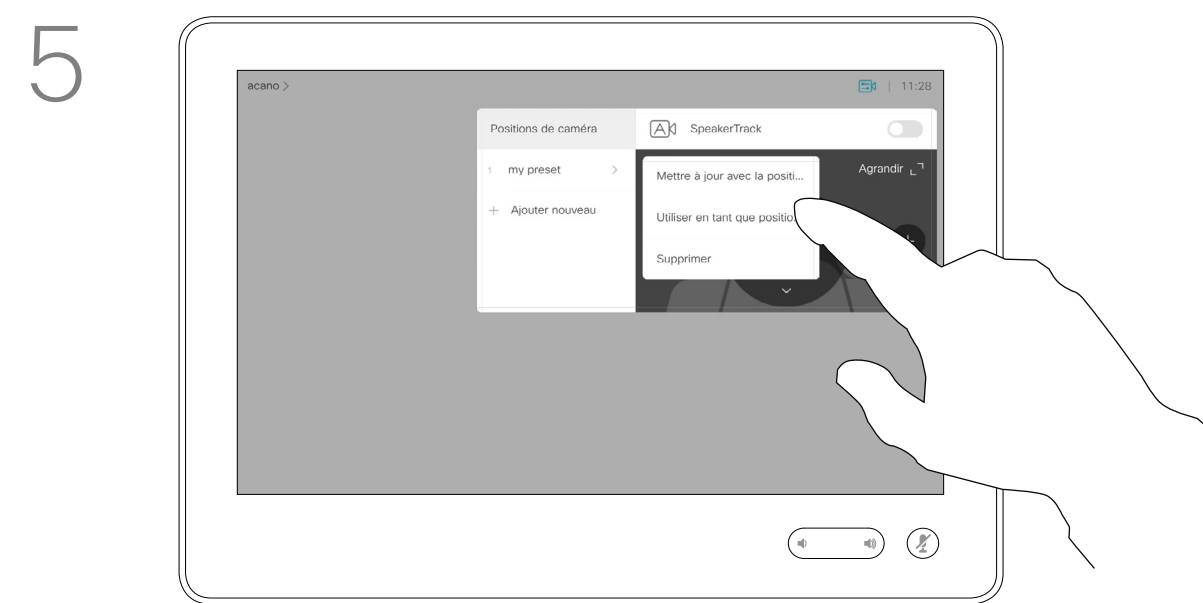 5
acano >
11:28
Positions de caméra
SpeakerTrack
1 my preset >
+ Ajouter nouveau
Agrandir
Mettre à jour avec la positi...
Utiliser en tant que positio...
Supprimer